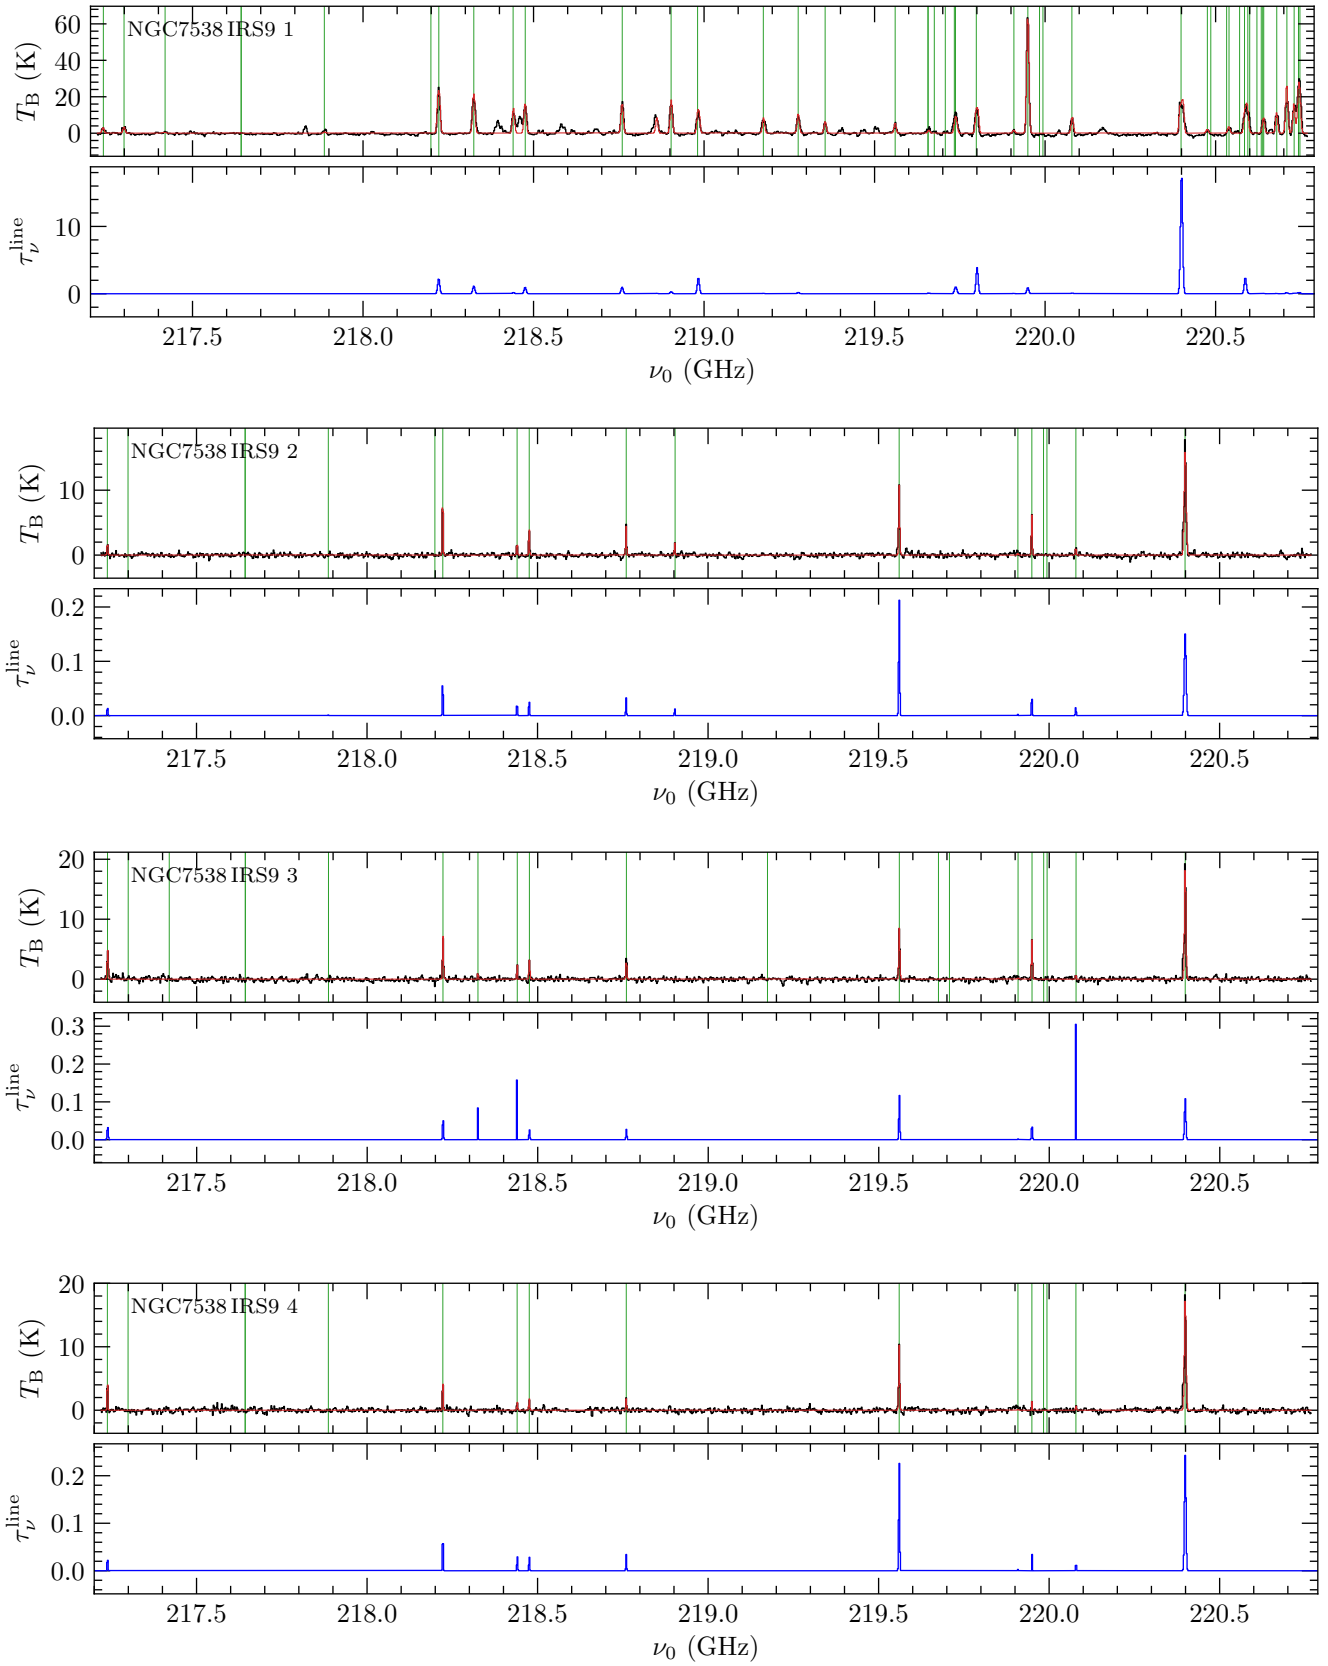 NGC7538 IRS9 1
T_B (K)
60
40
20
0
τ_ν^line
10
0
217.5 218.0 218.5 219.0 219.5 220.0 220.5
ν_0 (GHz)
NGC7538 IRS9 2
T_B (K)
10
0
τ_ν^line
0.2
0.1
0.0
217.5 218.0 218.5 219.0 219.5 220.0 220.5
ν_0 (GHz)
NGC7538 IRS9 3
T_B (K)
20
10
0
τ_ν^line
0.3
0.2
0.1
0.0
217.5 218.0 218.5 219.0 219.5 220.0 220.5
ν_0 (GHz)
NGC7538 IRS9 4
T_B (K)
20
10
0
τ_ν^line
0.2
0.1
0.0
217.5 218.0 218.5 219.0 219.5 220.0 220.5
ν_0 (GHz)